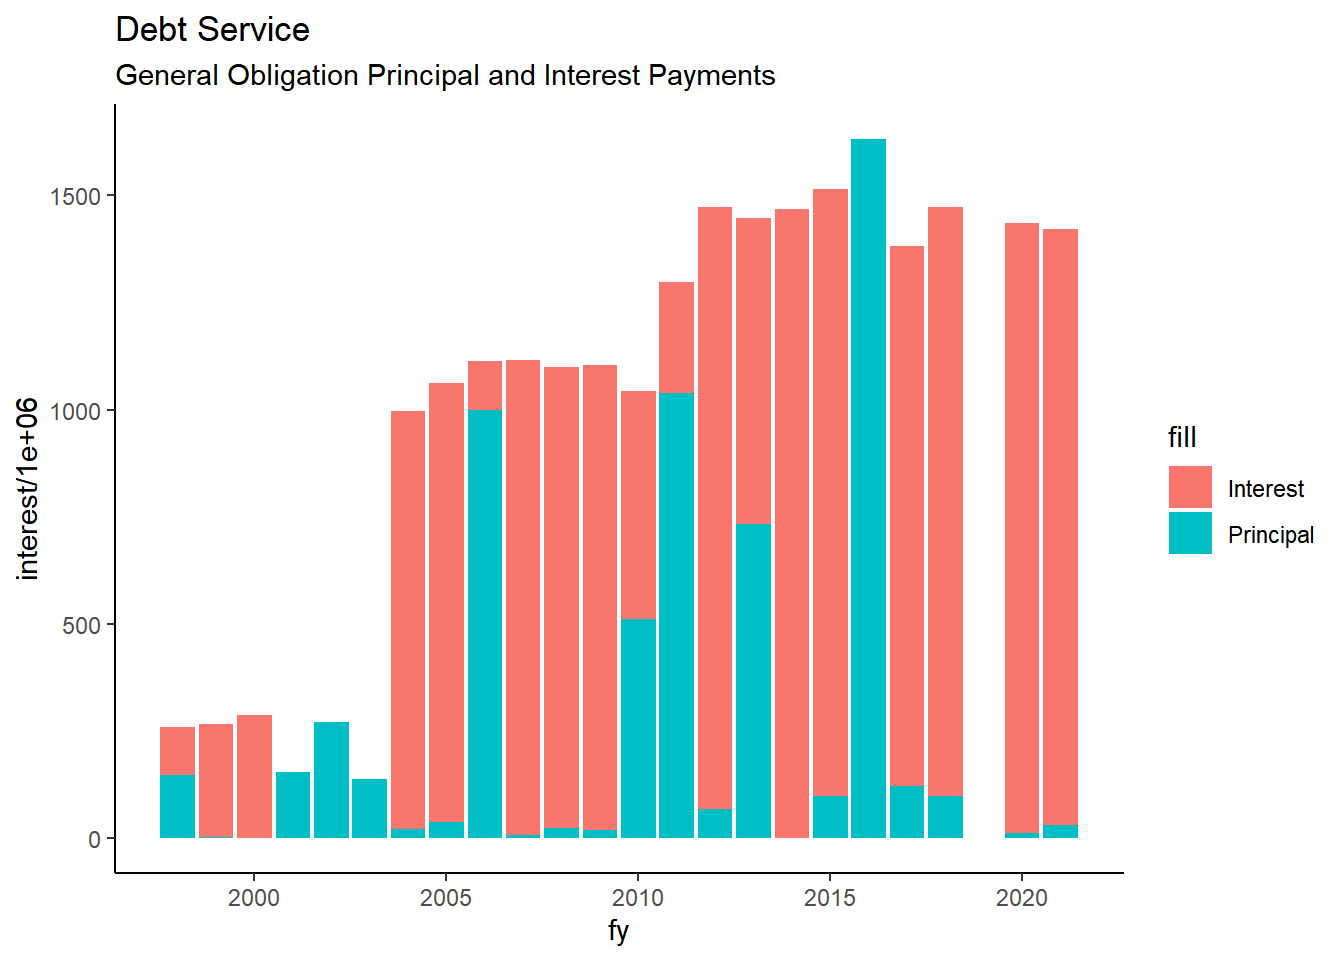 Debt Service
General Obligation Principal and Interest Payments
interest/1e+06
1500
1000
500
0
2000
2005
2010
2015
2020
fy
fill
Interest
Principal